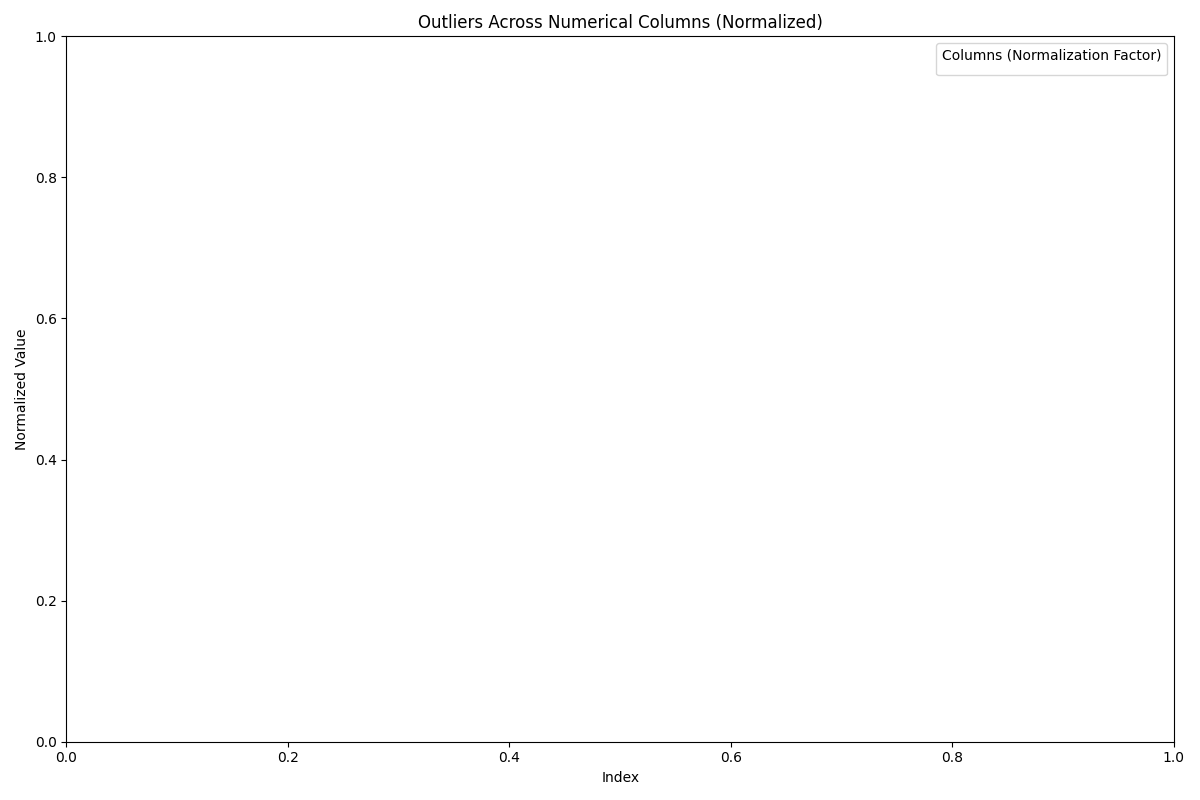 Outliers Across Numerical Columns (Normalized)
Columns (Normalization Factor)
1.0
0.8
0.6
0.4
0.2
0.0
Normalized Value
0.0 0.2 0.4 0.6 0.8 1.0
Index